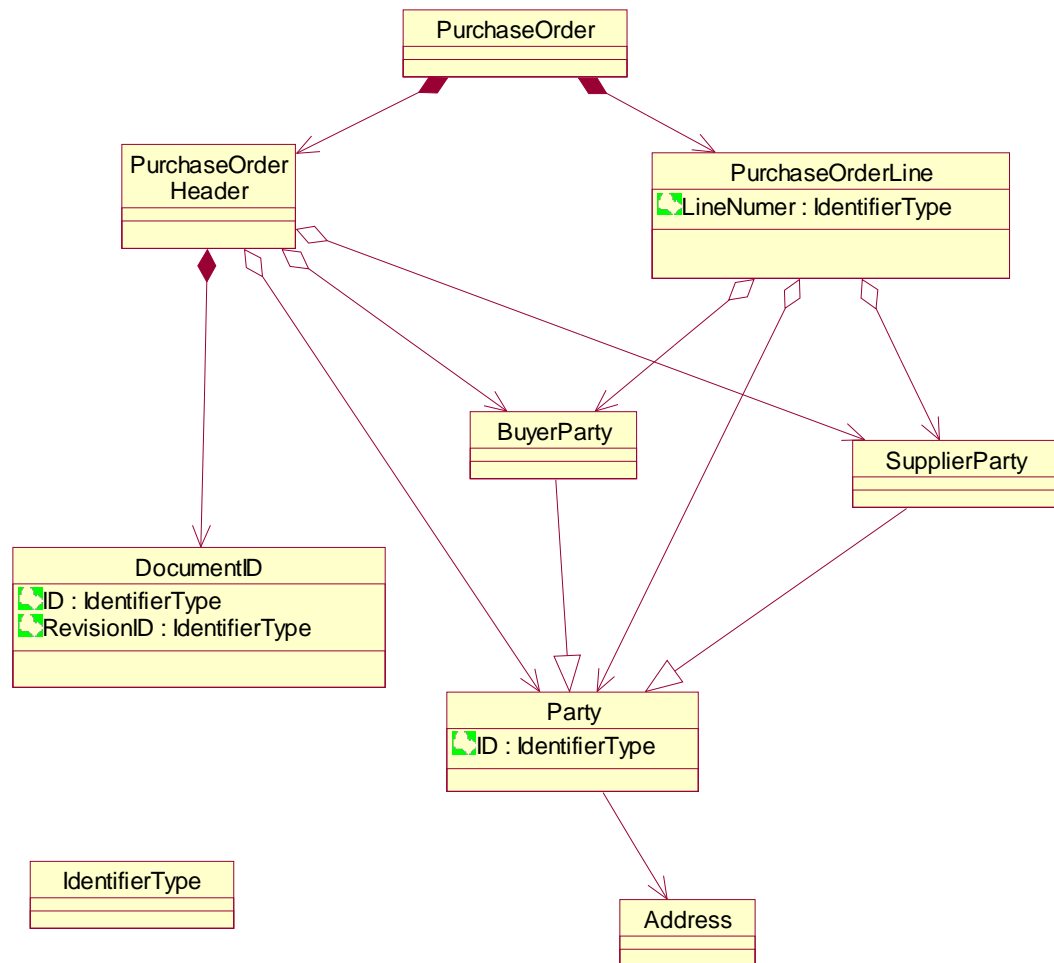 PurchaseOrder
PurchaseOrder
Header
PurchaseOrderLine
LineNumer : IdentifierType
BuyerParty
SupplierParty
DocumentID
ID : IdentifierType
RevisionID : IdentifierType
Party
ID : IdentifierType
IdentifierType
Address